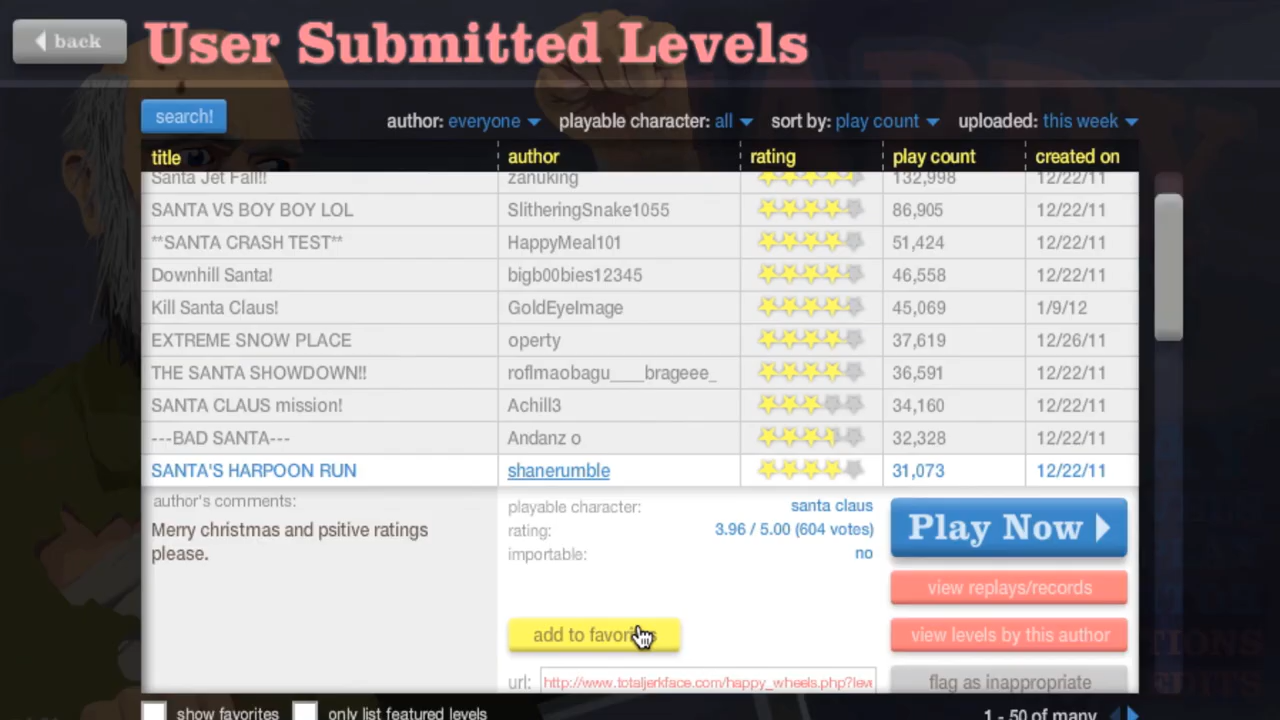 back
User Submitted Levels
search!
author: everyone playable character: all sort by: play count uploaded: this week
title author rating play count created on
Santa Jet Fall!! zanuking 132,998 12/22/11
SANTA VS BOY BOY LOL SlitheringSnake1055 86,905 12/22/11
**SANTA CRASH TEST** HappyMeal101 51,424 12/22/11
Downhill Santa! bigb00bies12345 46,558 12/22/11
Kill Santa Claus! GoldEyeImage 45,069 1/9/12
EXTREME SNOW PLACE operty 37,619 12/26/11
THE SANTA SHOWDOWN!! roflmaobagu___brageee_ 36,591 12/22/11
SANTA CLAUS mission! Achill3 34,160 12/22/11
---BAD SANTA--- Andanz o 32,328 12/22/11
SANTA'S HARPOON RUN shanerumble 31,073 12/22/11
author's comments:
Merry christmas and psitive ratings
please.
playable character: santa claus
rating: 3.96 / 5.00 (604 votes)
importable: no
add to favorites
url: http://www.totaljerkface.com/happy_wheels.php?lev
Play Now
view replays/records
view levels by this author
flag as inappropriate
show favorites only list featured levels
1 - 50 of many